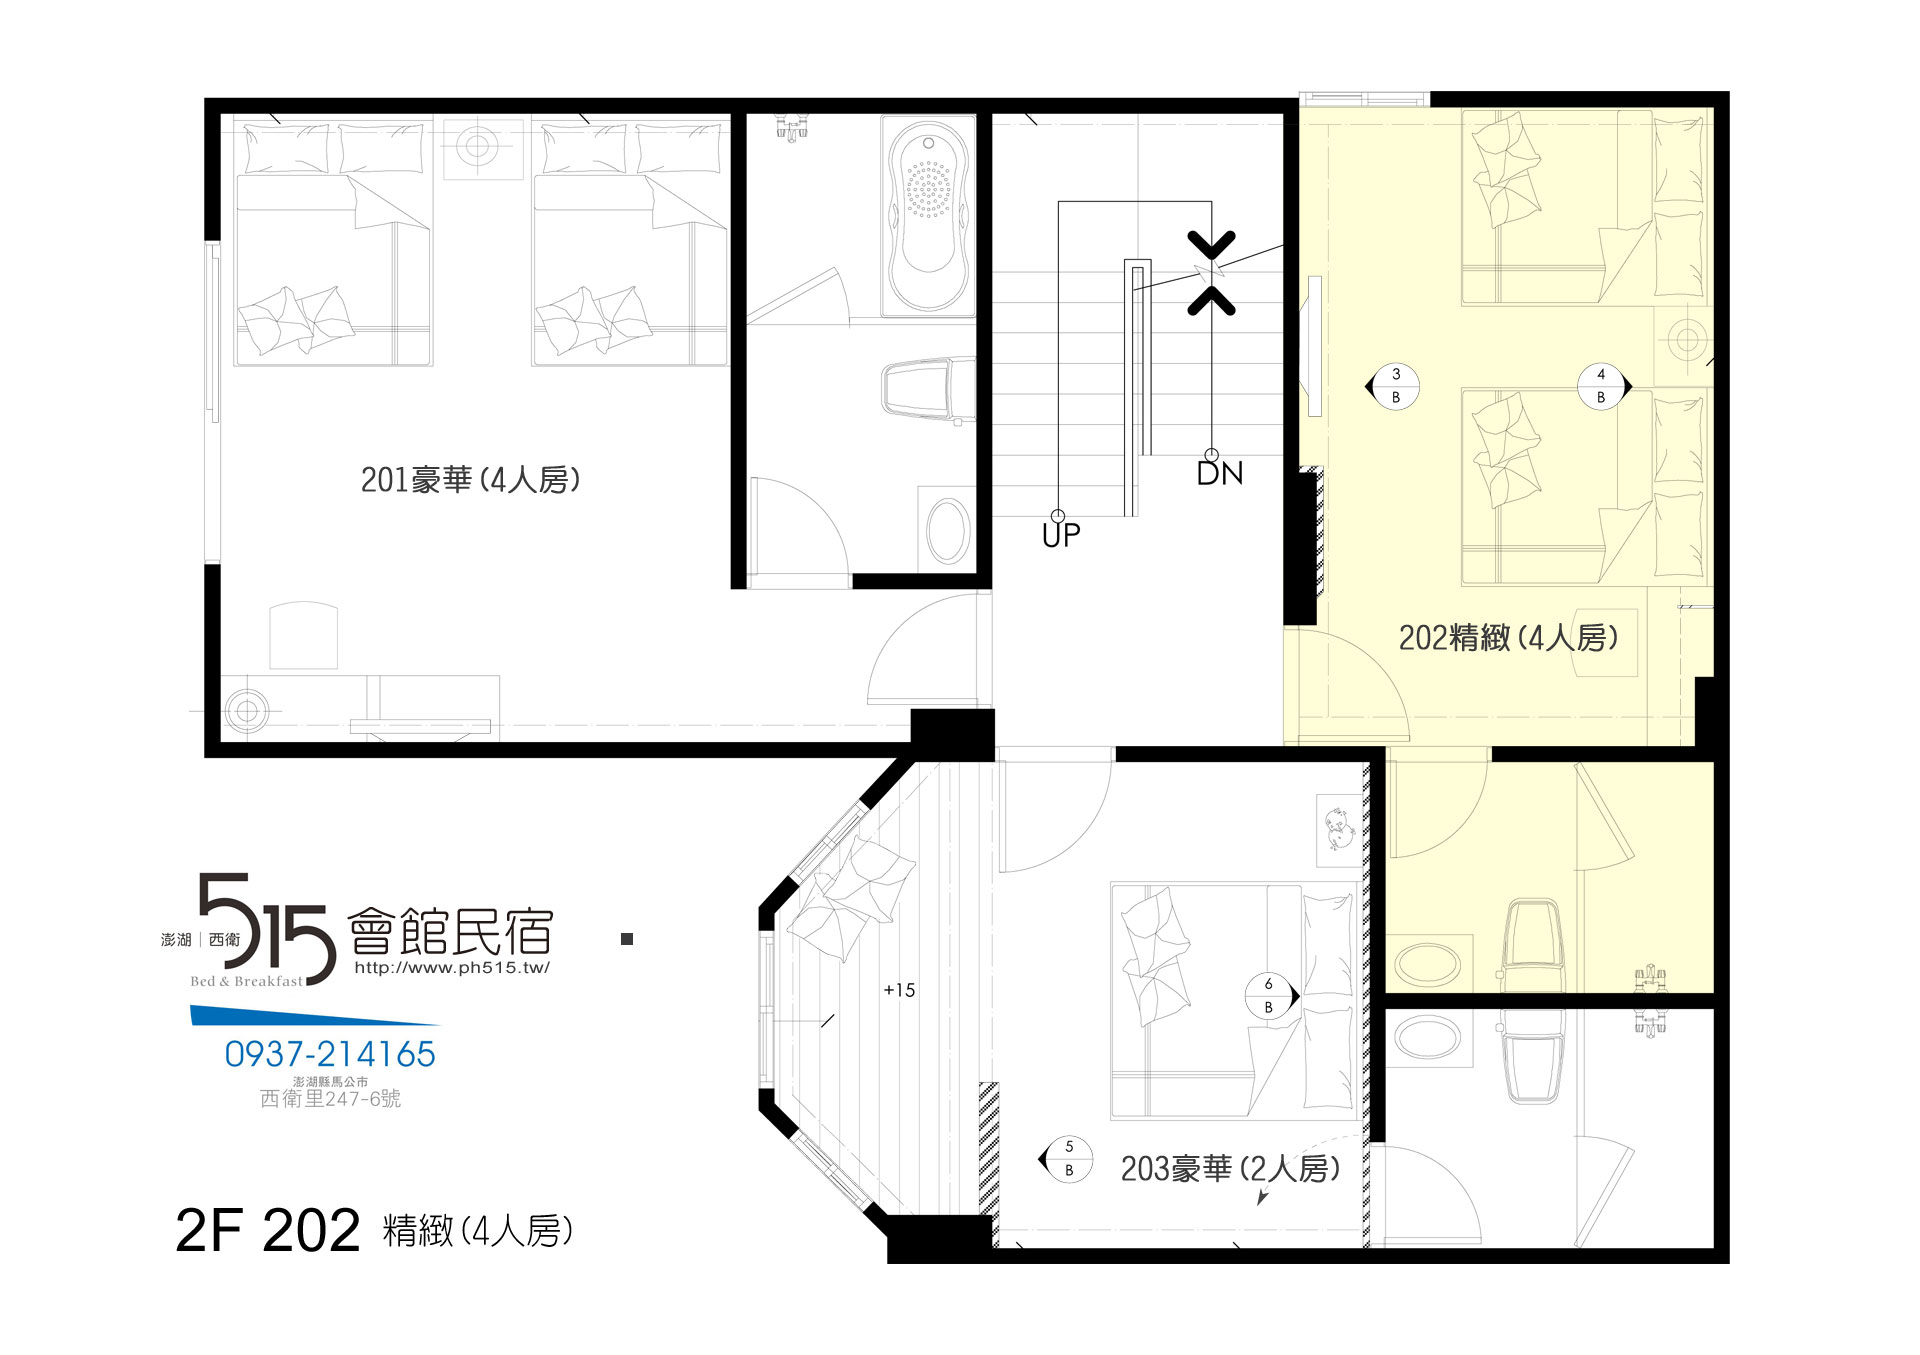 201豪華(4人房)
DN
UP
3
B
4
B
202精緻(4人房)
澎湖|西衛
515
會館民宿
http://www.ph515.tw/
Bed & Breakfast
0937-214165
澎湖縣馬公市
西衛里247-6號
+15
6
B
5
B
203豪華(2人房)
2F 202 精緻(4人房)